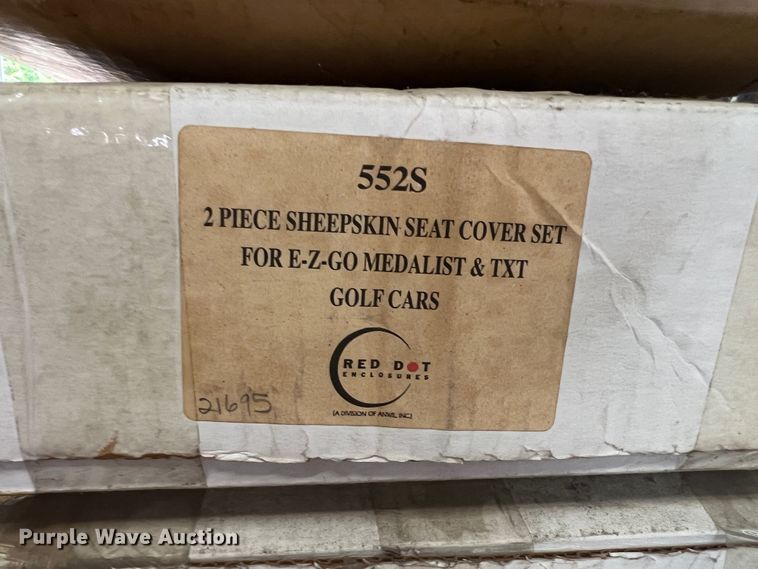 552S
2 PIECE SHEEPSKIN SEAT COVER SET
FOR E-Z-GO MEDALIST & TXT
GOLF CARS
RED DOT
ENCLOSURES
(A DIVISION OF ANWIL, INC)
21695
Purple Wave Auction®